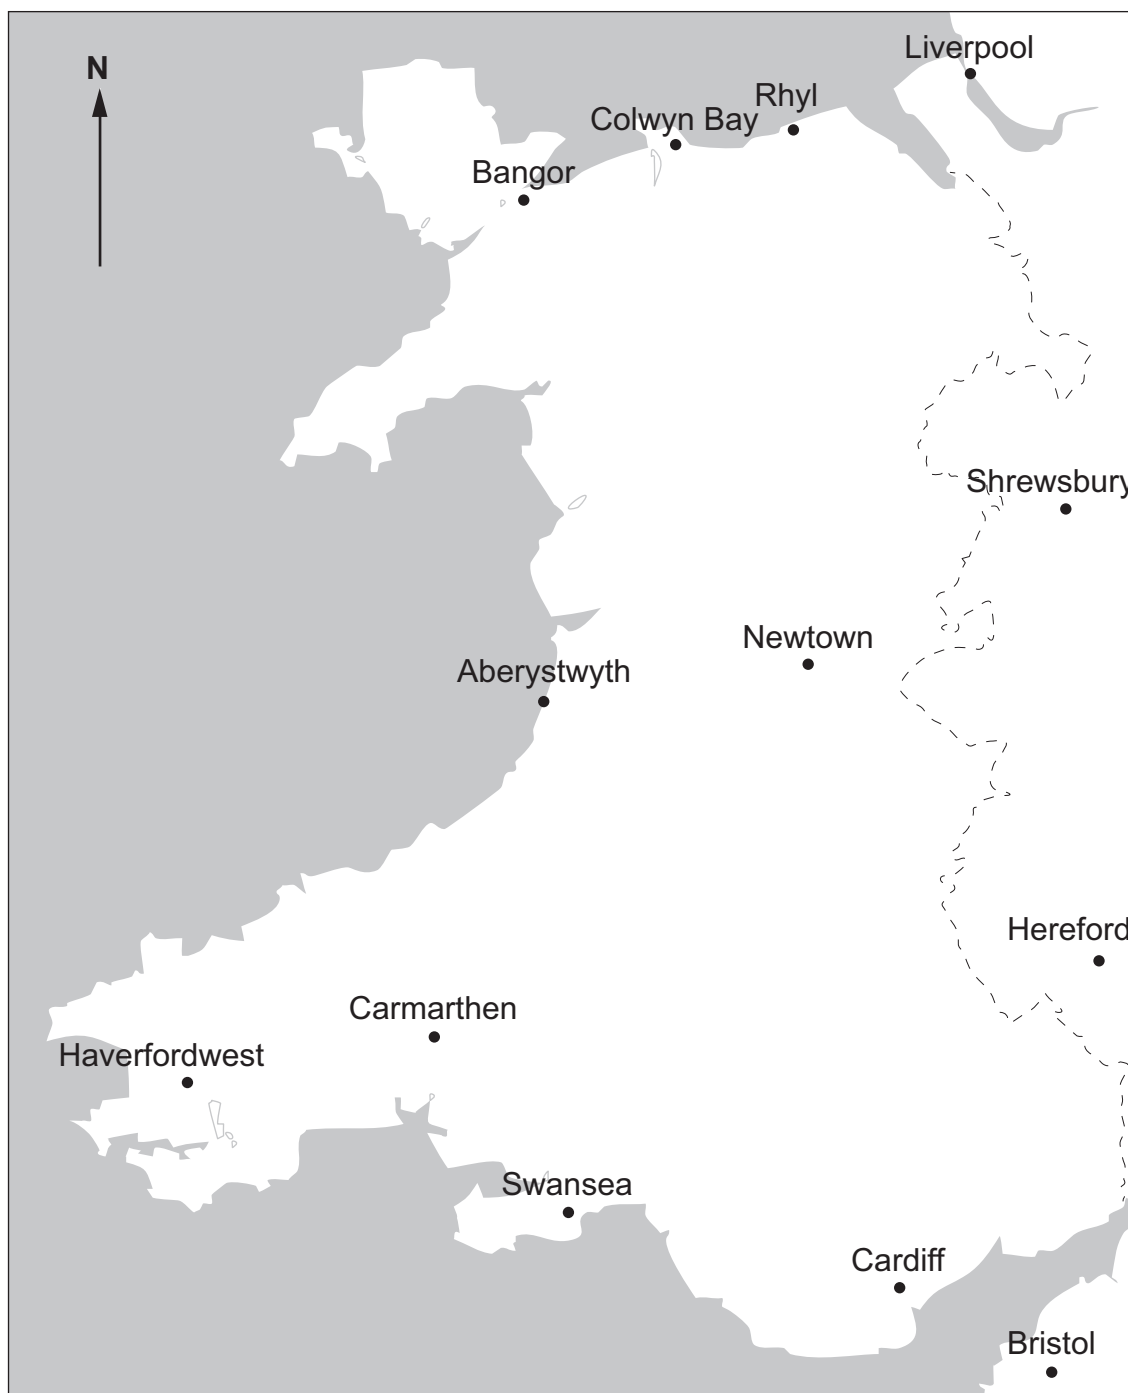 Liverpool
N
Rhyl
Colwyn Bay
Bangor
Shrewsbury
Newtown
Aberystwyth
Hereford
Carmarthen
Haverfordwest
Swansea
Cardiff
Bristol